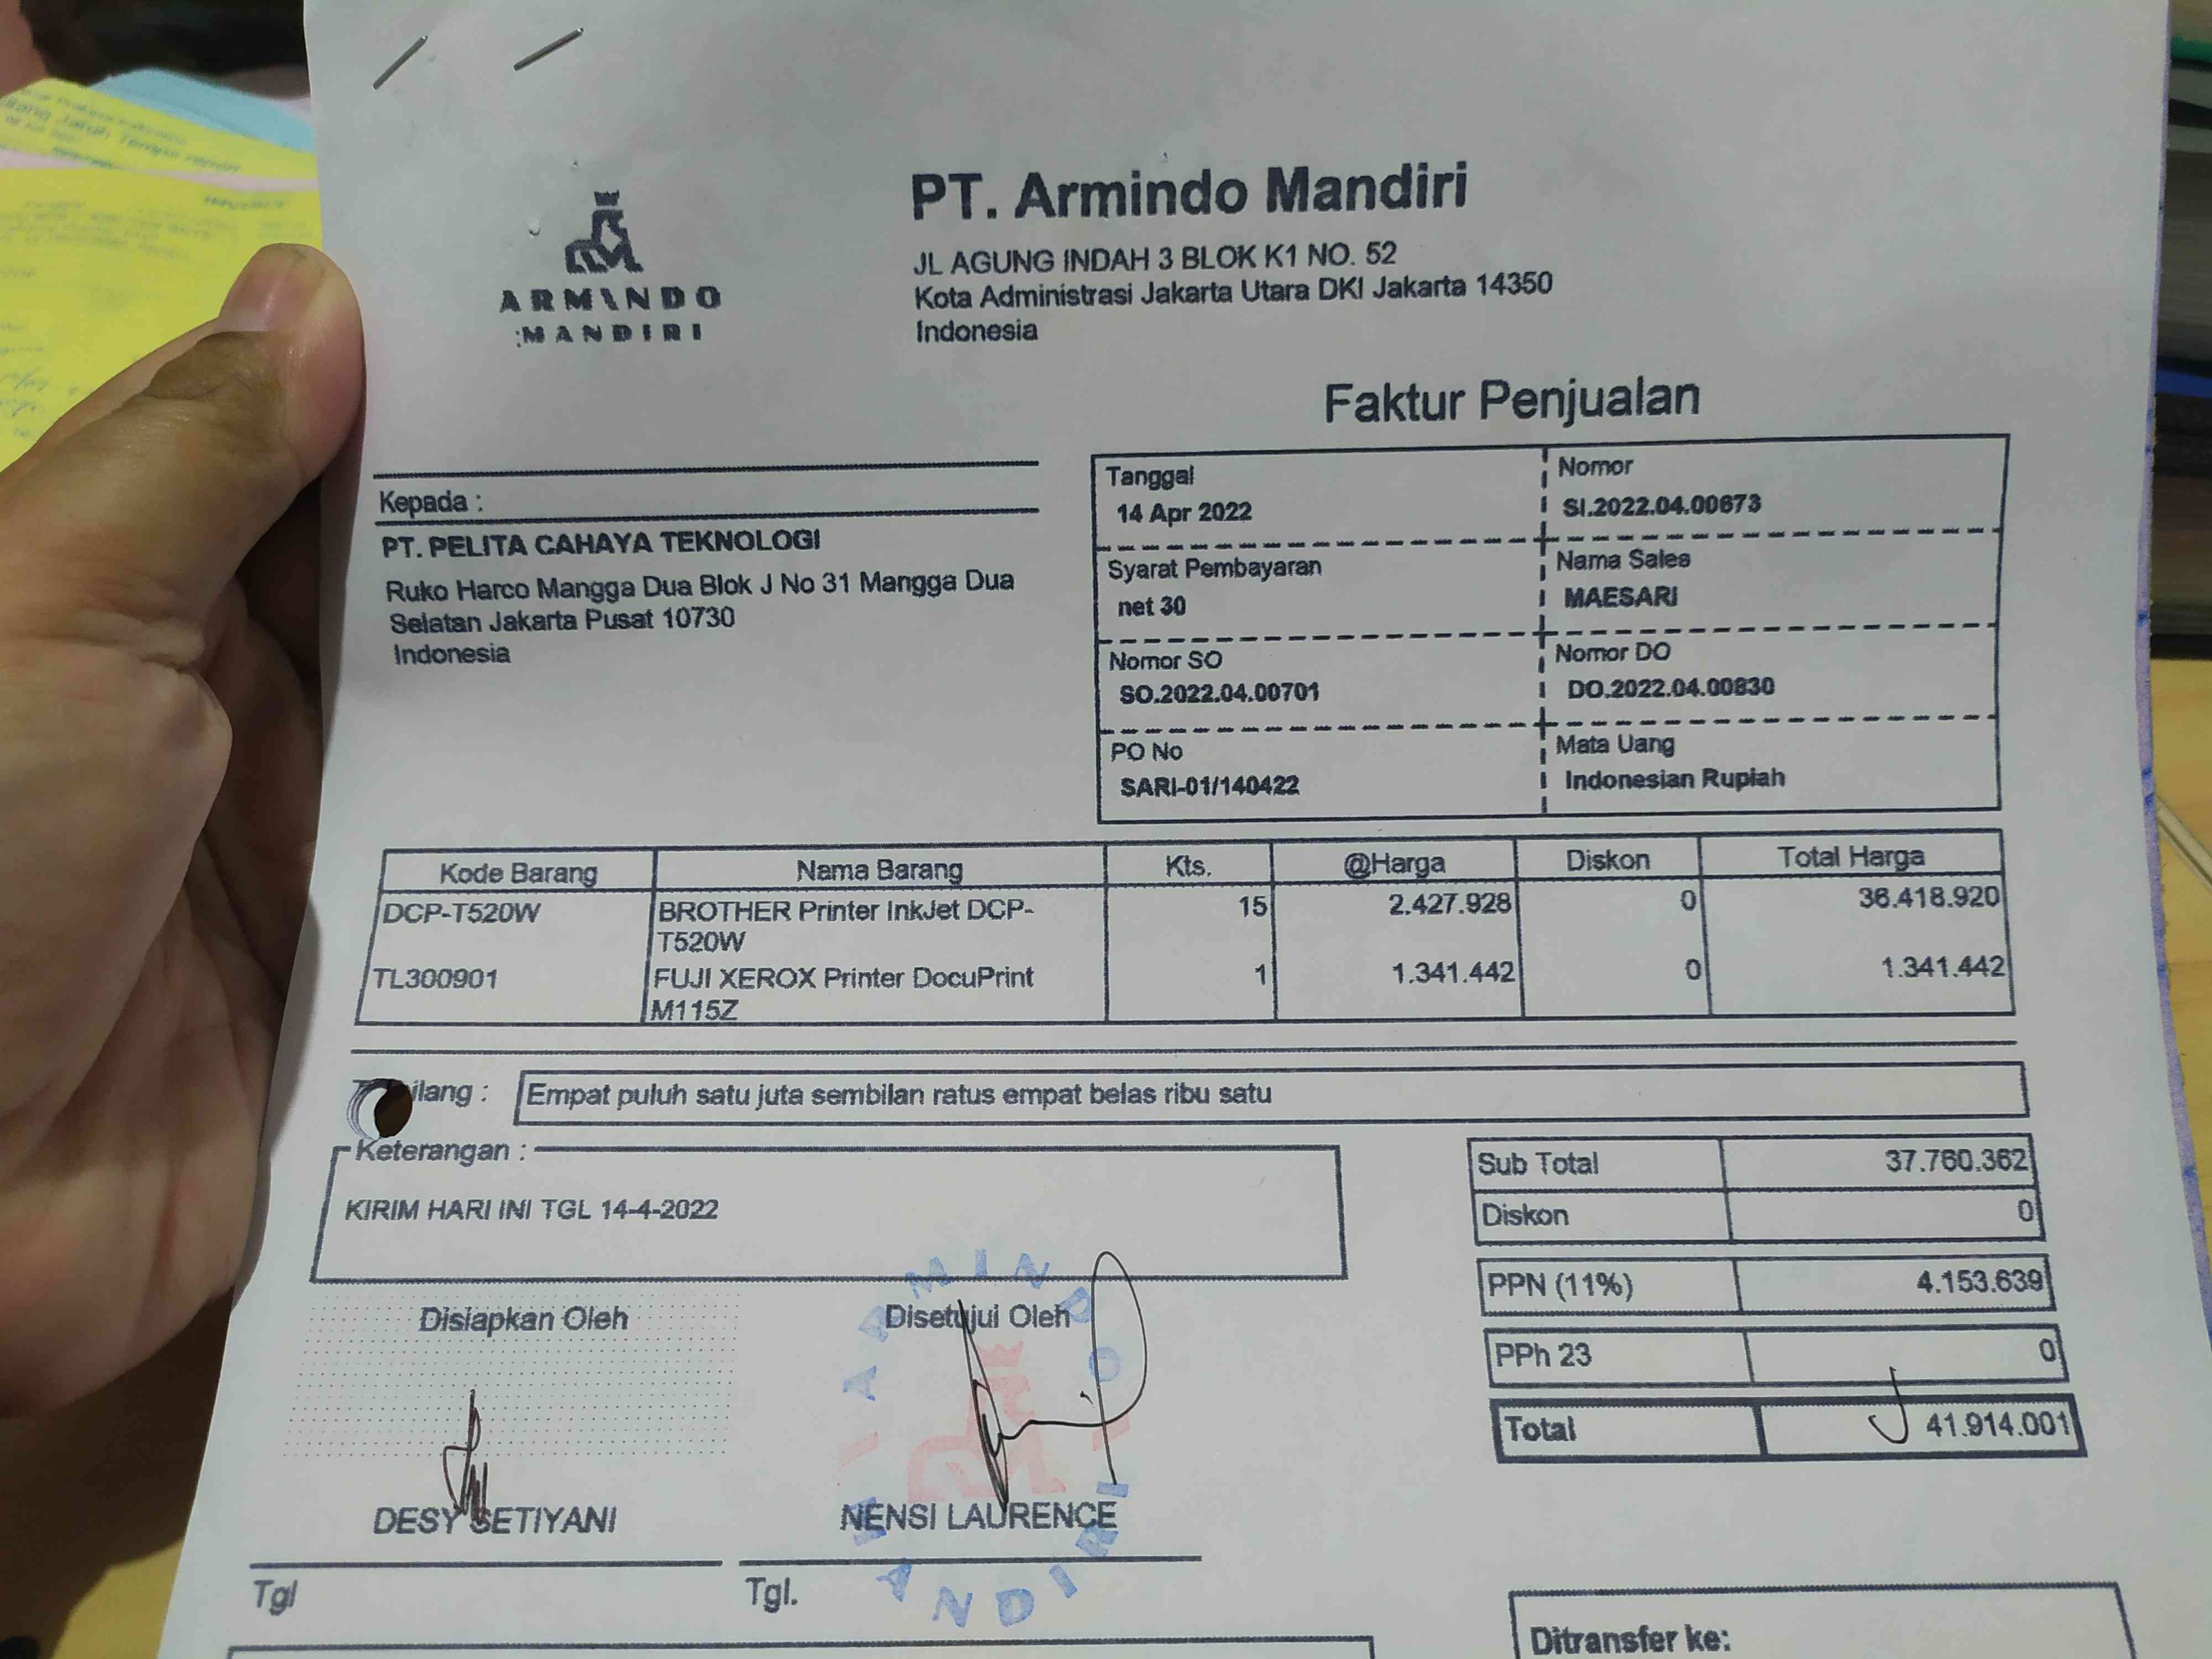 PT. Armindo Mandiri
ARMINDO
MANDIRI
JL AGUNG INDAH 3 BLOK K1 NO. 52
Kota Administrasi Jakarta Utara DKI Jakarta 14350
Indonesia
Faktur Penjualan
Kepada :
PT. PELITA CAHAYA TEKNOLOGI
Ruko Harco Mangga Dua Blok J No 31 Mangga Dua
Selatan Jakarta Pusat 10730
Indonesia
Tanggal
14 Apr 2022
Nomor
SI.2022.04.00673
Syarat Pembayaran
net 30
Nama Sales
MAESARI
Nomor SO
SO.2022.04.00701
Nomor DO
DO.2022.04.00830
PO No
SARI-01/140422
Mata Uang
Indonesian Rupiah
Kode Barang Nama Barang Kts. @Harga Diskon Total Harga
DCP-T520W BROTHER Printer InkJet DCP- 15 2.427.928 0 36.418.920
T520W
TL300901 FUJI XEROX Printer DocuPrint 1 1.341.442 0 1.341.442
M115Z
ilang : Empat puluh satu juta sembilan ratus empat belas ribu satu
Keterangan :
KIRIM HARI INI TGL 14-4-2022
Sub Total 37.760.362
Diskon 0
PPN (11%) 4.153.639
PPh 23 0
Total 41.914.001
Disiapkan Oleh
DESY SETIYANI
Tgl
Disetujui Oleh
NENSI LAURENCE
Tgl.
ARMINDO
MANDIRI
Ditransfer ke: